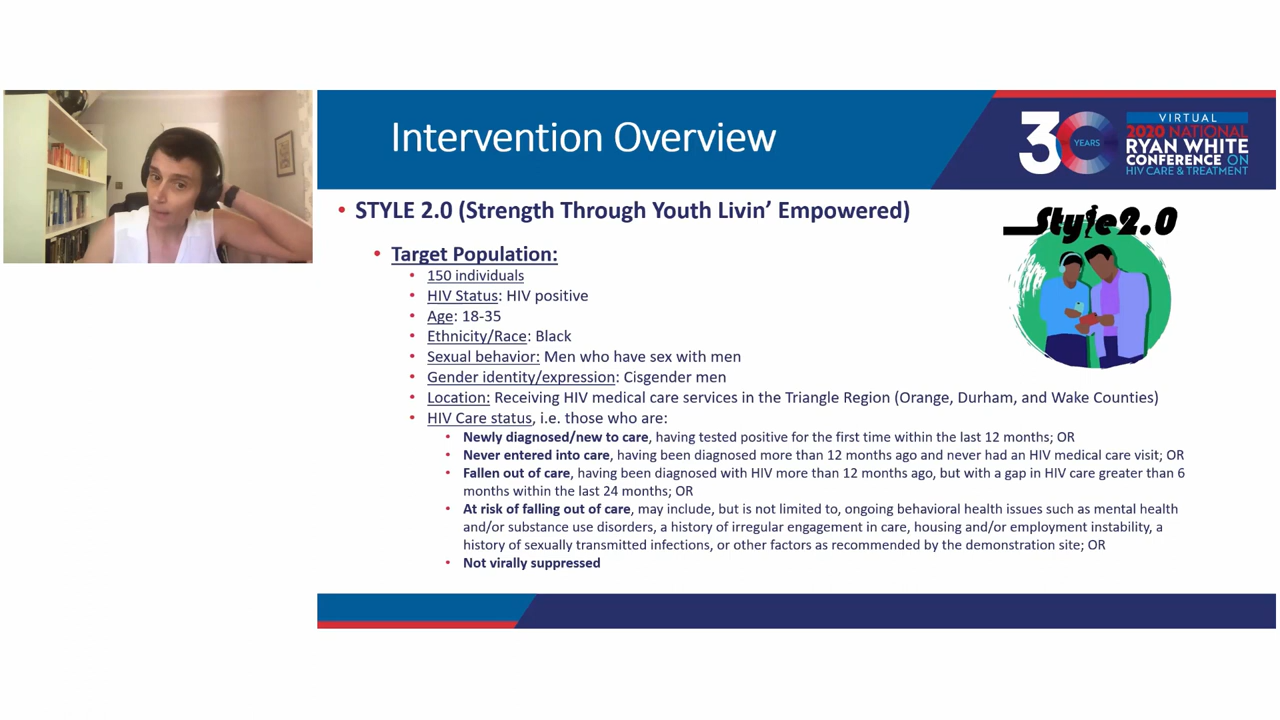 Intervention Overview
30
YEARS
VIRTUAL
2020 NATIONAL
RYAN WHITE
CONFERENCE ON
HIV CARE & TREATMENT
• STYLE 2.0 (Strength Through Youth Livin’ Empowered)
Style2.0
• Target Population:
• 150 individuals
• HIV Status: HIV positive
• Age: 18-35
• Ethnicity/Race: Black
• Sexual behavior: Men who have sex with men
• Gender identity/expression: Cisgender men
• Location: Receiving HIV medical care services in the Triangle Region (Orange, Durham, and Wake Counties)
• HIV Care status, i.e. those who are:
• Newly diagnosed/new to care, having tested positive for the first time within the last 12 months; OR
• Never entered into care, having been diagnosed more than 12 months ago and never had an HIV medical care visit; OR
• Fallen out of care, having been diagnosed with HIV more than 12 months ago, but with a gap in HIV care greater than 6
months within the last 24 months; OR
• At risk of falling out of care, may include, but is not limited to, ongoing behavioral health issues such as mental health
and/or substance use disorders, a history of irregular engagement in care, housing and/or employment instability, a
history of sexually transmitted infections, or other factors as recommended by the demonstration site; OR
• Not virally suppressed